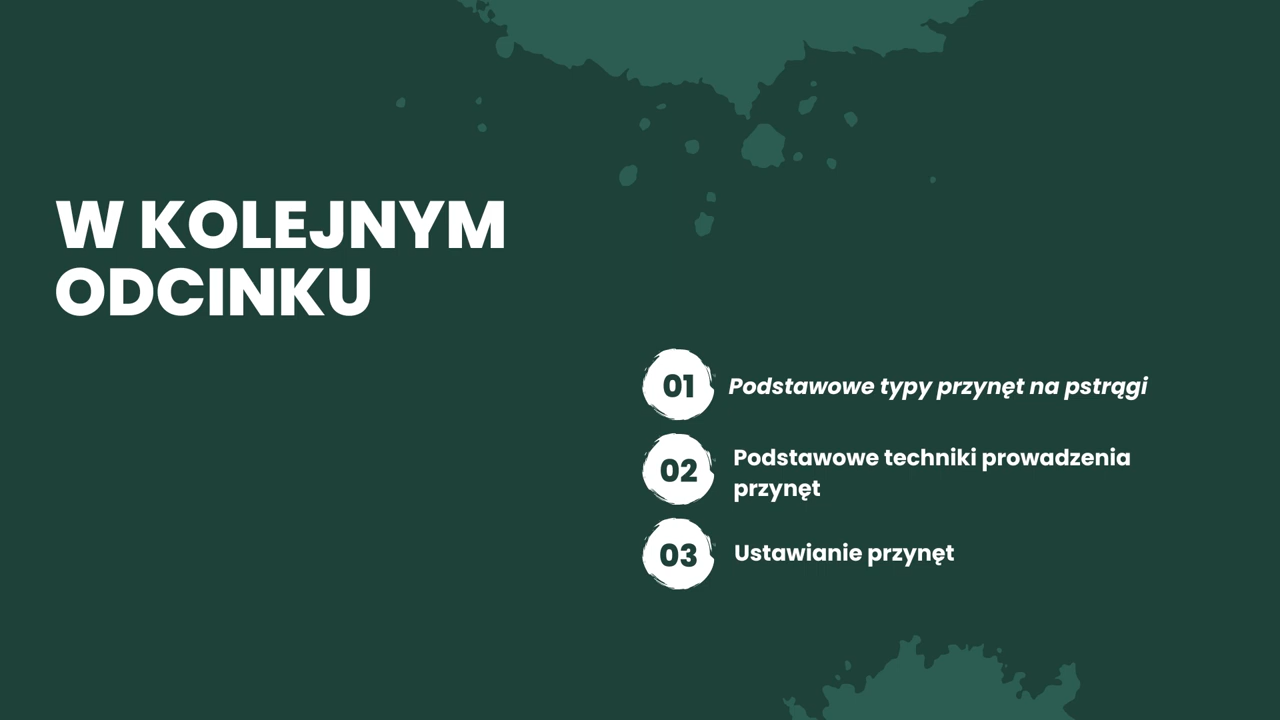 W KOLEJNYM
ODCINKU
01 Podstawowe typy przynęt na pstrągi
02 Podstawowe techniki prowadzenia
przynęt
03 Ustawianie przynęt